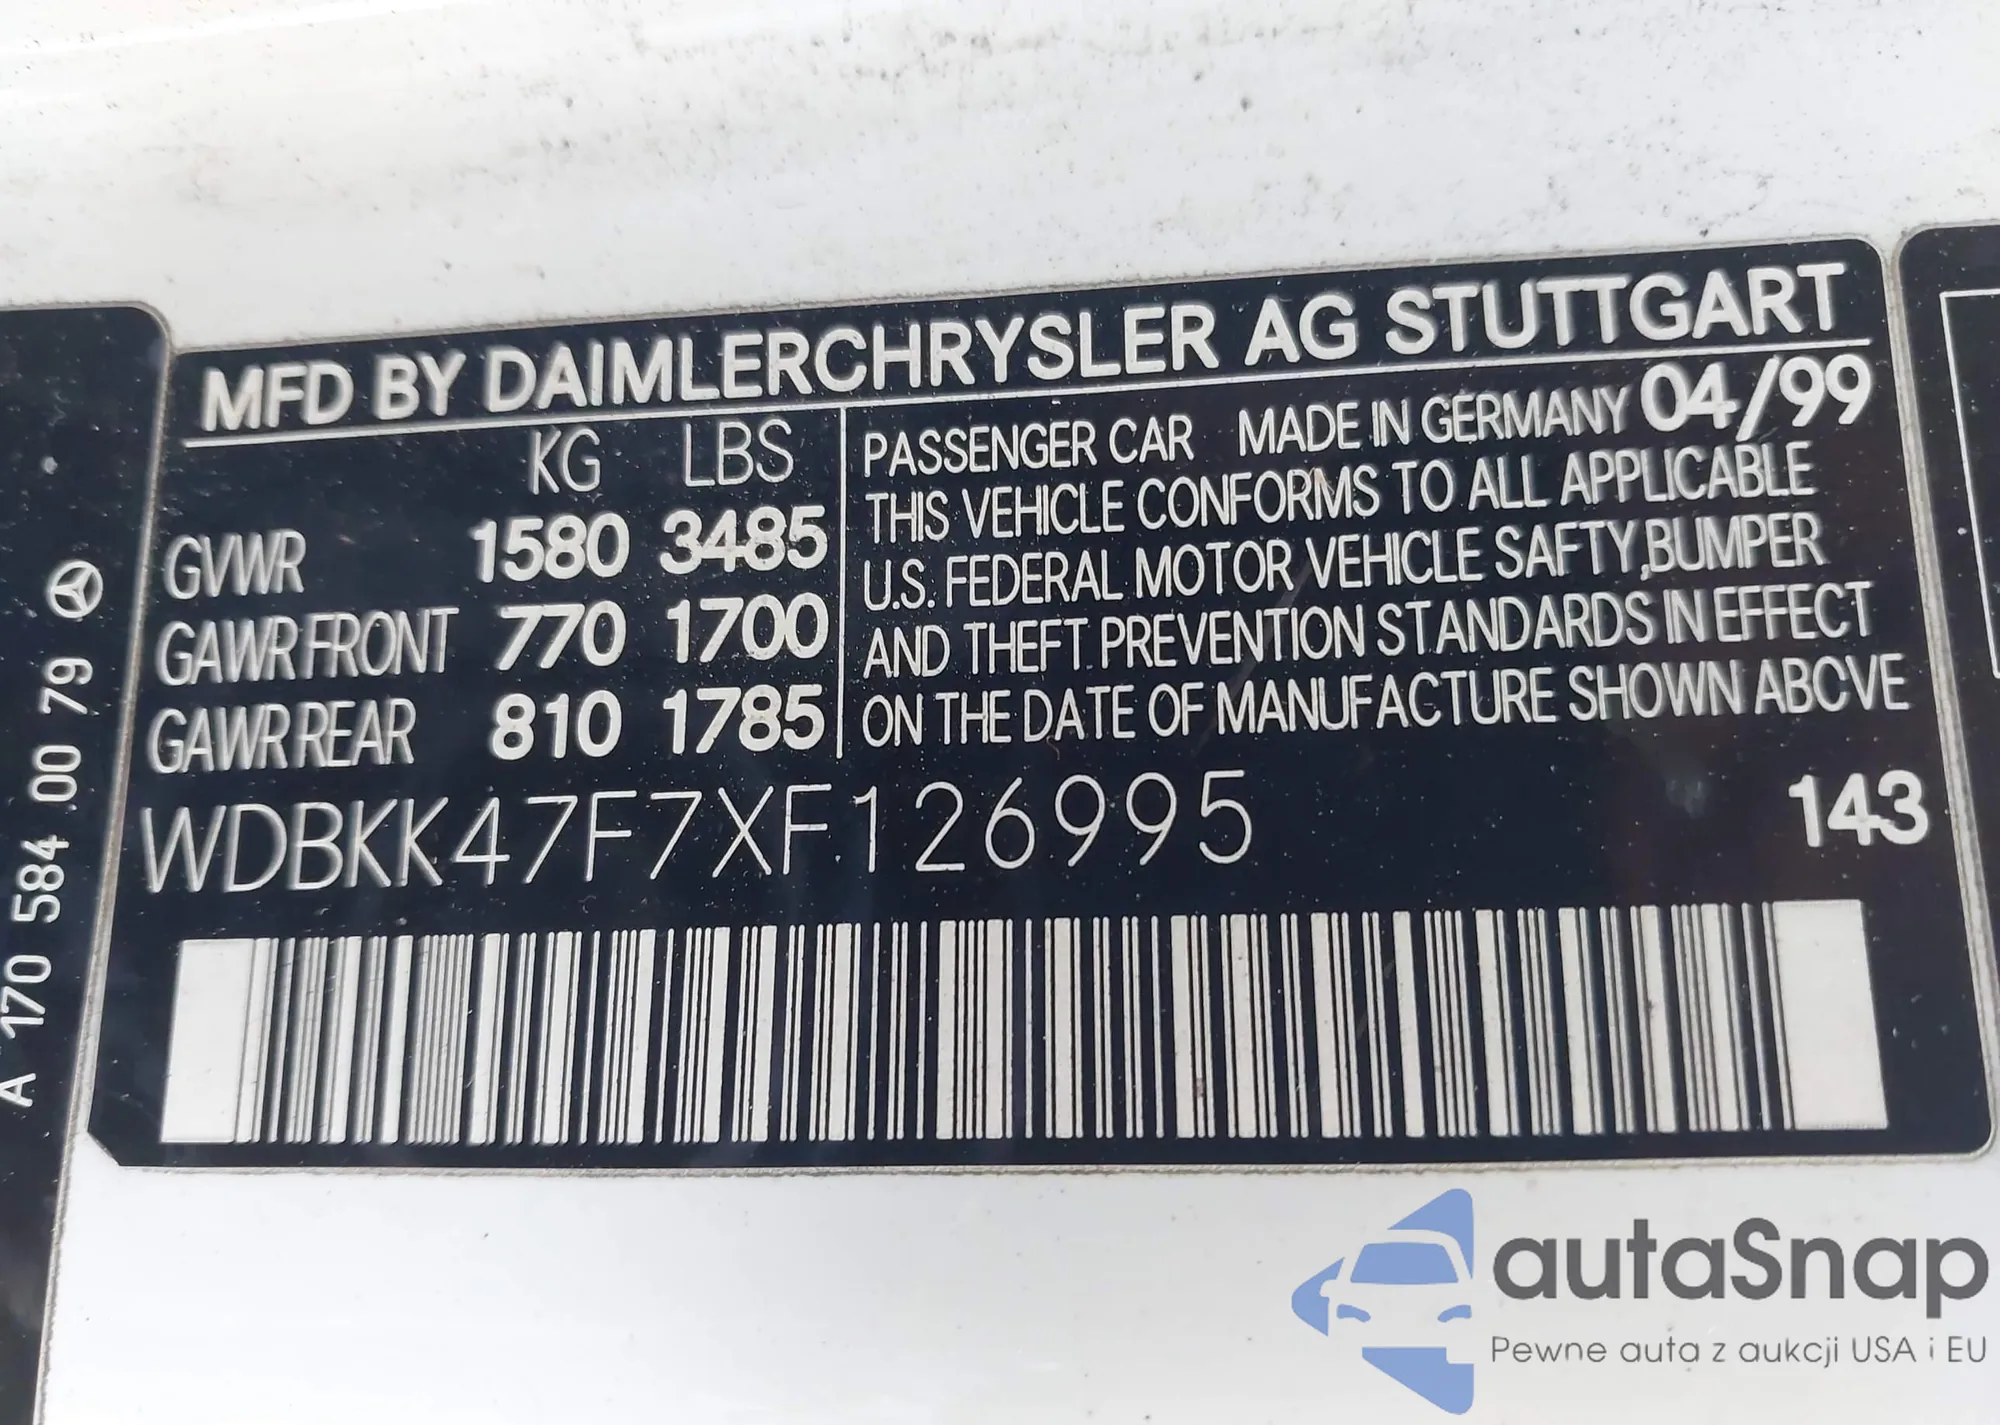 MFD BY DAIMLERCHRYSLER AG STUTTGART
KG LBS
GVWR 1580 3485
GAWR FRONT 770 1700
GAWR REAR 810 1785
PASSENGER CAR MADE IN GERMANY 04/99
THIS VEHICLE CONFORMS TO ALL APPLICABLE
U.S. FEDERAL MOTOR VEHICLE SAFTY,BUMPER
AND THEFT PREVENTION STANDARDS IN EFFECT
ON THE DATE OF MANUFACTURE SHOWN ABOVE
WDBKK47F7XF126995
143
A 170 584 00 79
autaSnap
Pewne auta z aukcji USA i EU